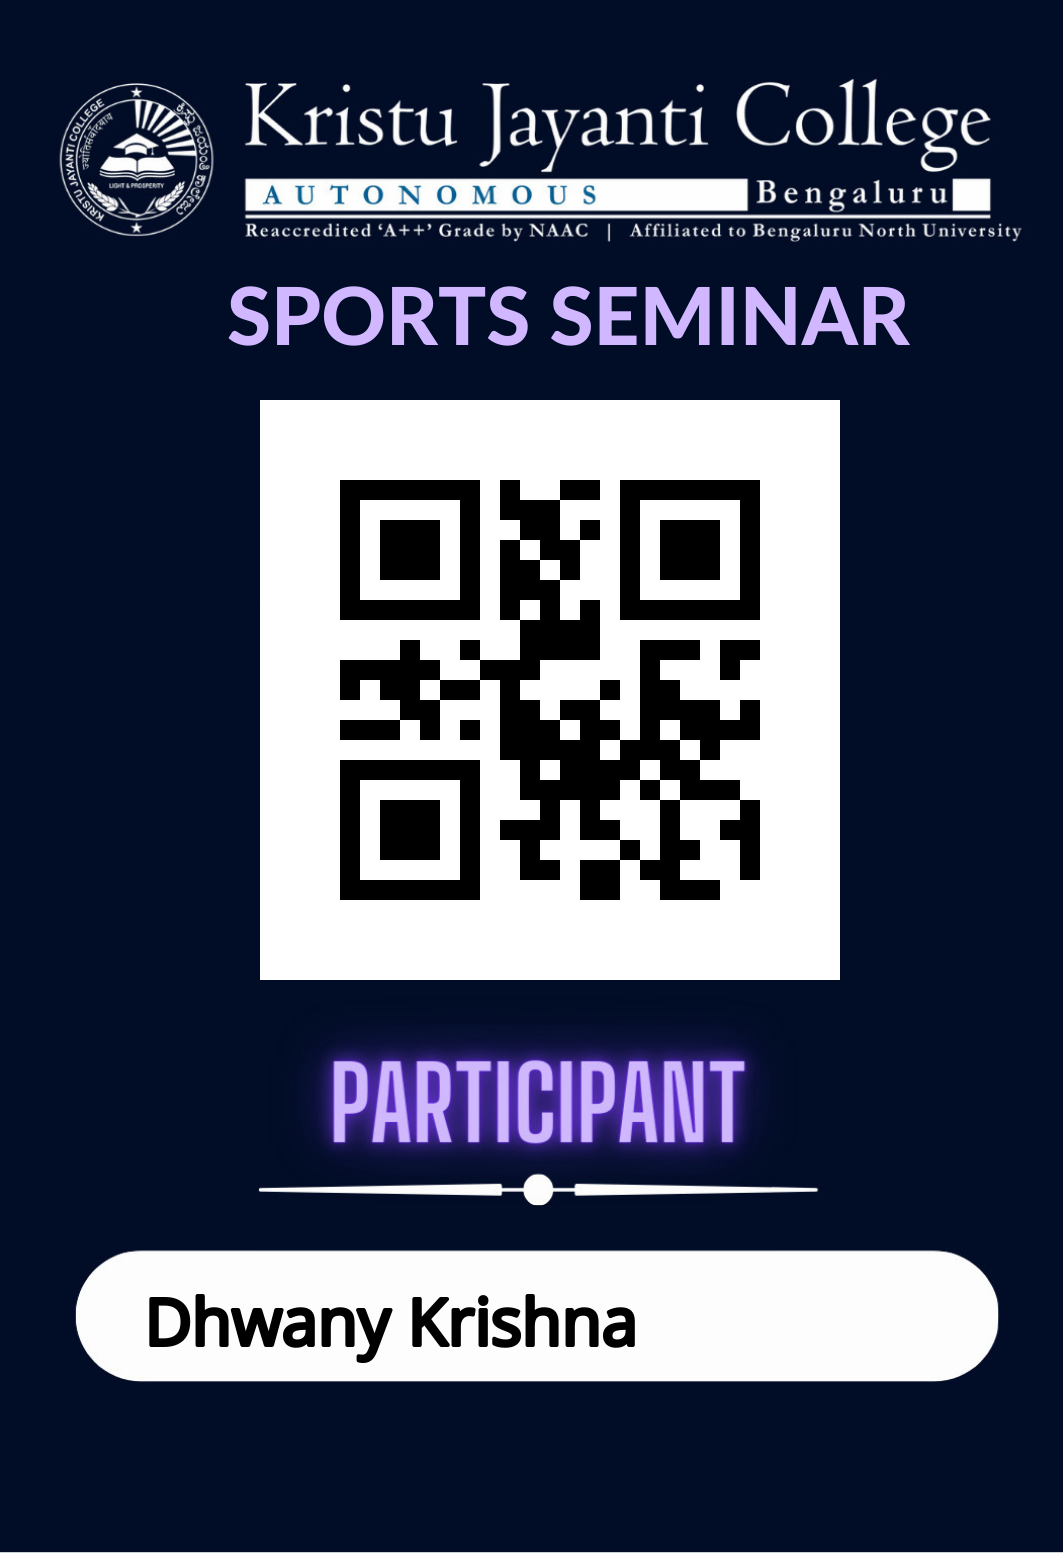 KRISTU JAYANTI COLLEGE
LIGHT & PROSPERITY
Kristu Jayanti College
AUTONOMOUS Bengaluru
Reaccredited ‘A++’ Grade by NAAC | Affiliated to Bengaluru North University
SPORTS SEMINAR
PARTICIPANT
Dhwany Krishna